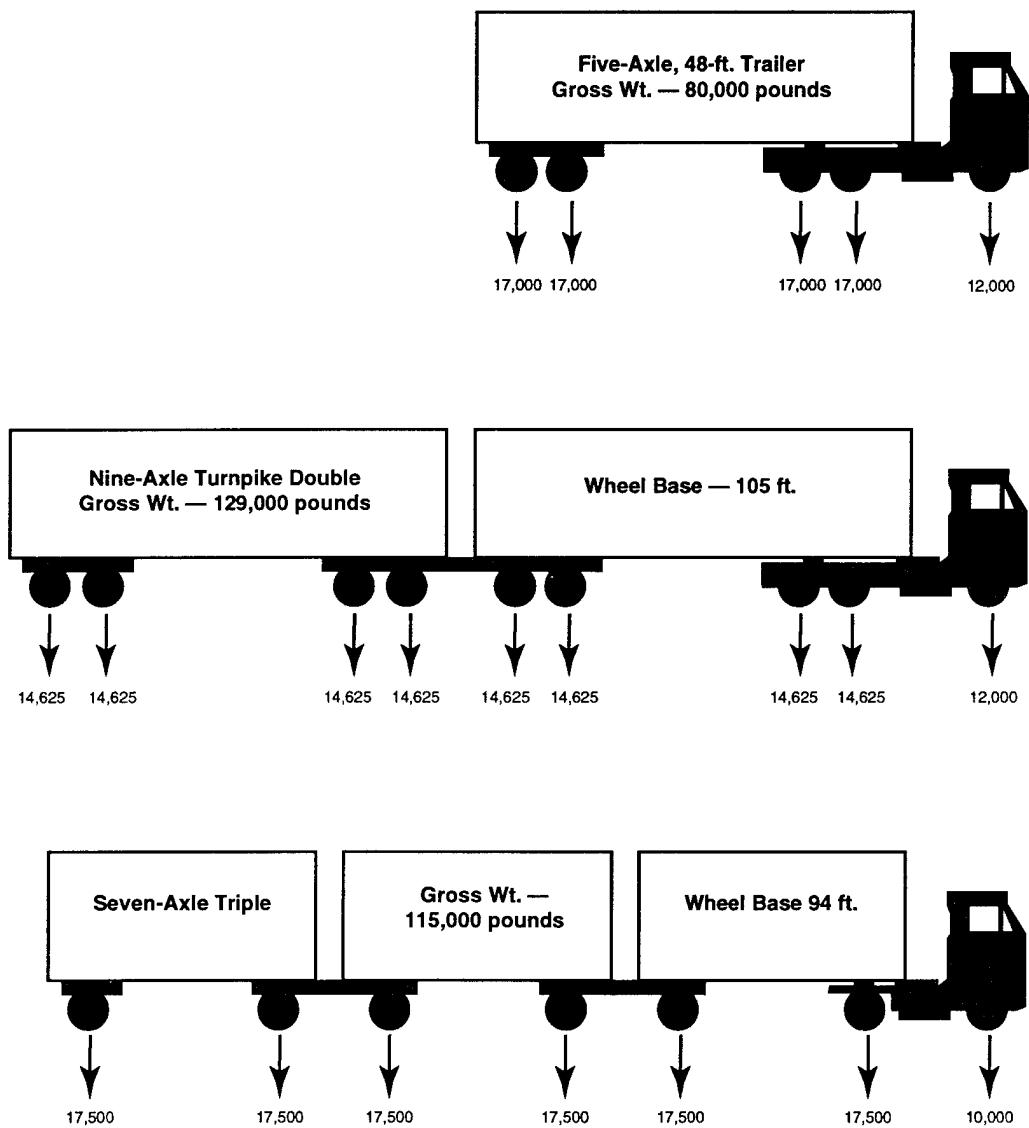 Five-Axle, 48-ft. Trailer
Gross Wt. — 80,000 pounds
17,000 17,000 17,000 17,000 12,000
Nine-Axle Turnpike Double
Gross Wt. — 129,000 pounds
Wheel Base — 105 ft.
14,625 14,625 14,625 14,625 14,625 14,625 14,625 14,625 12,000
Seven-Axle Triple
Gross Wt. —
115,000 pounds
Wheel Base 94 ft.
17,500 17,500 17,500 17,500 17,500 17,500 10,000